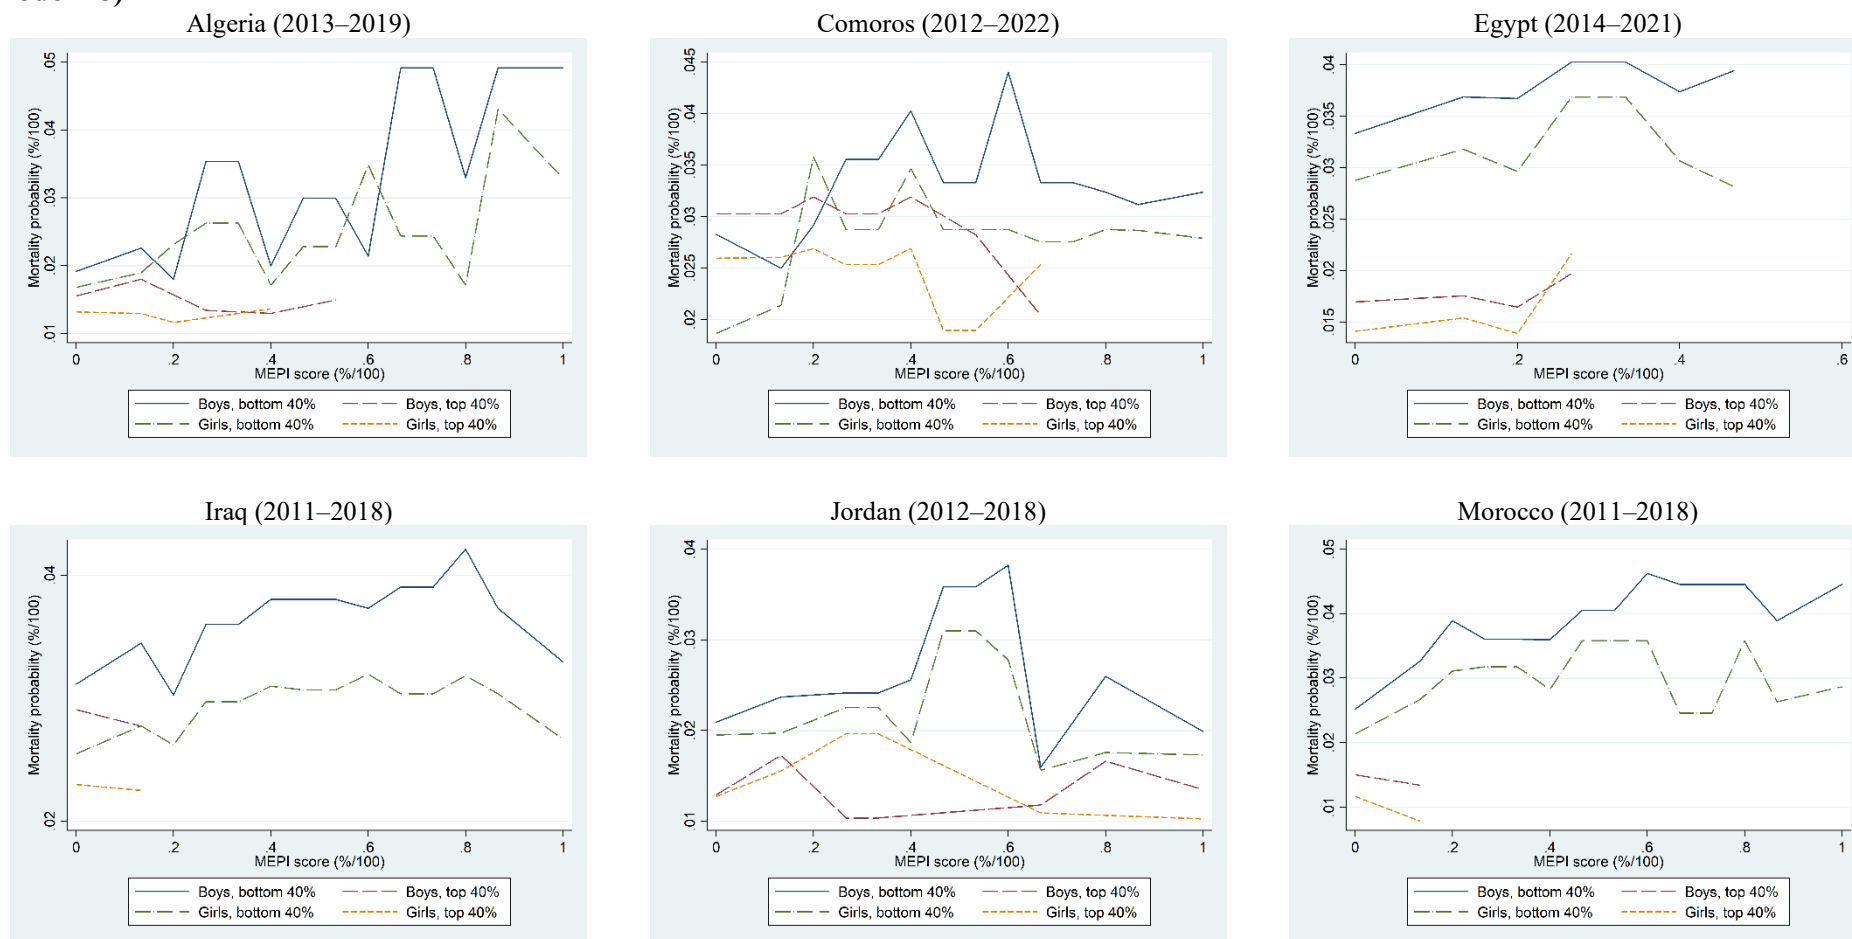 Algeria (2013–2019)
Mortality probability (%/100)
.05
.04
.03
.02
.01
0 .2 .4 .6 .8 1
MEPI score (%/100)
Boys, bottom 40% Boys, top 40%
Girls, bottom 40% Girls, top 40%
Comoros (2012–2022)
Mortality probability (%/100)
.045
.04
.035
.03
.025
.02
0 .2 .4 .6 .8 1
MEPI score (%/100)
Boys, bottom 40% Boys, top 40%
Girls, bottom 40% Girls, top 40%
Egypt (2014–2021)
Mortality probability (%/100)
.04
.035
.03
.025
.02
.015
0 .2 .4 .6
MEPI score (%/100)
Boys, bottom 40% Boys, top 40%
Girls, bottom 40% Girls, top 40%
Iraq (2011–2018)
Mortality probability (%/100)
.04
.02
0 .2 .4 .6 .8 1
MEPI score (%/100)
Boys, bottom 40% Boys, top 40%
Girls, bottom 40% Girls, top 40%
Jordan (2012–2018)
Mortality probability (%/100)
.04
.03
.02
.01
0 .2 .4 .6 .8 1
MEPI score (%/100)
Boys, bottom 40% Boys, top 40%
Girls, bottom 40% Girls, top 40%
Morocco (2011–2018)
Mortality probability (%/100)
.05
.04
.03
.02
.01
0 .2 .4 .6 .8 1
MEPI score (%/100)
Boys, bottom 40% Boys, top 40%
Girls, bottom 40% Girls, top 40%